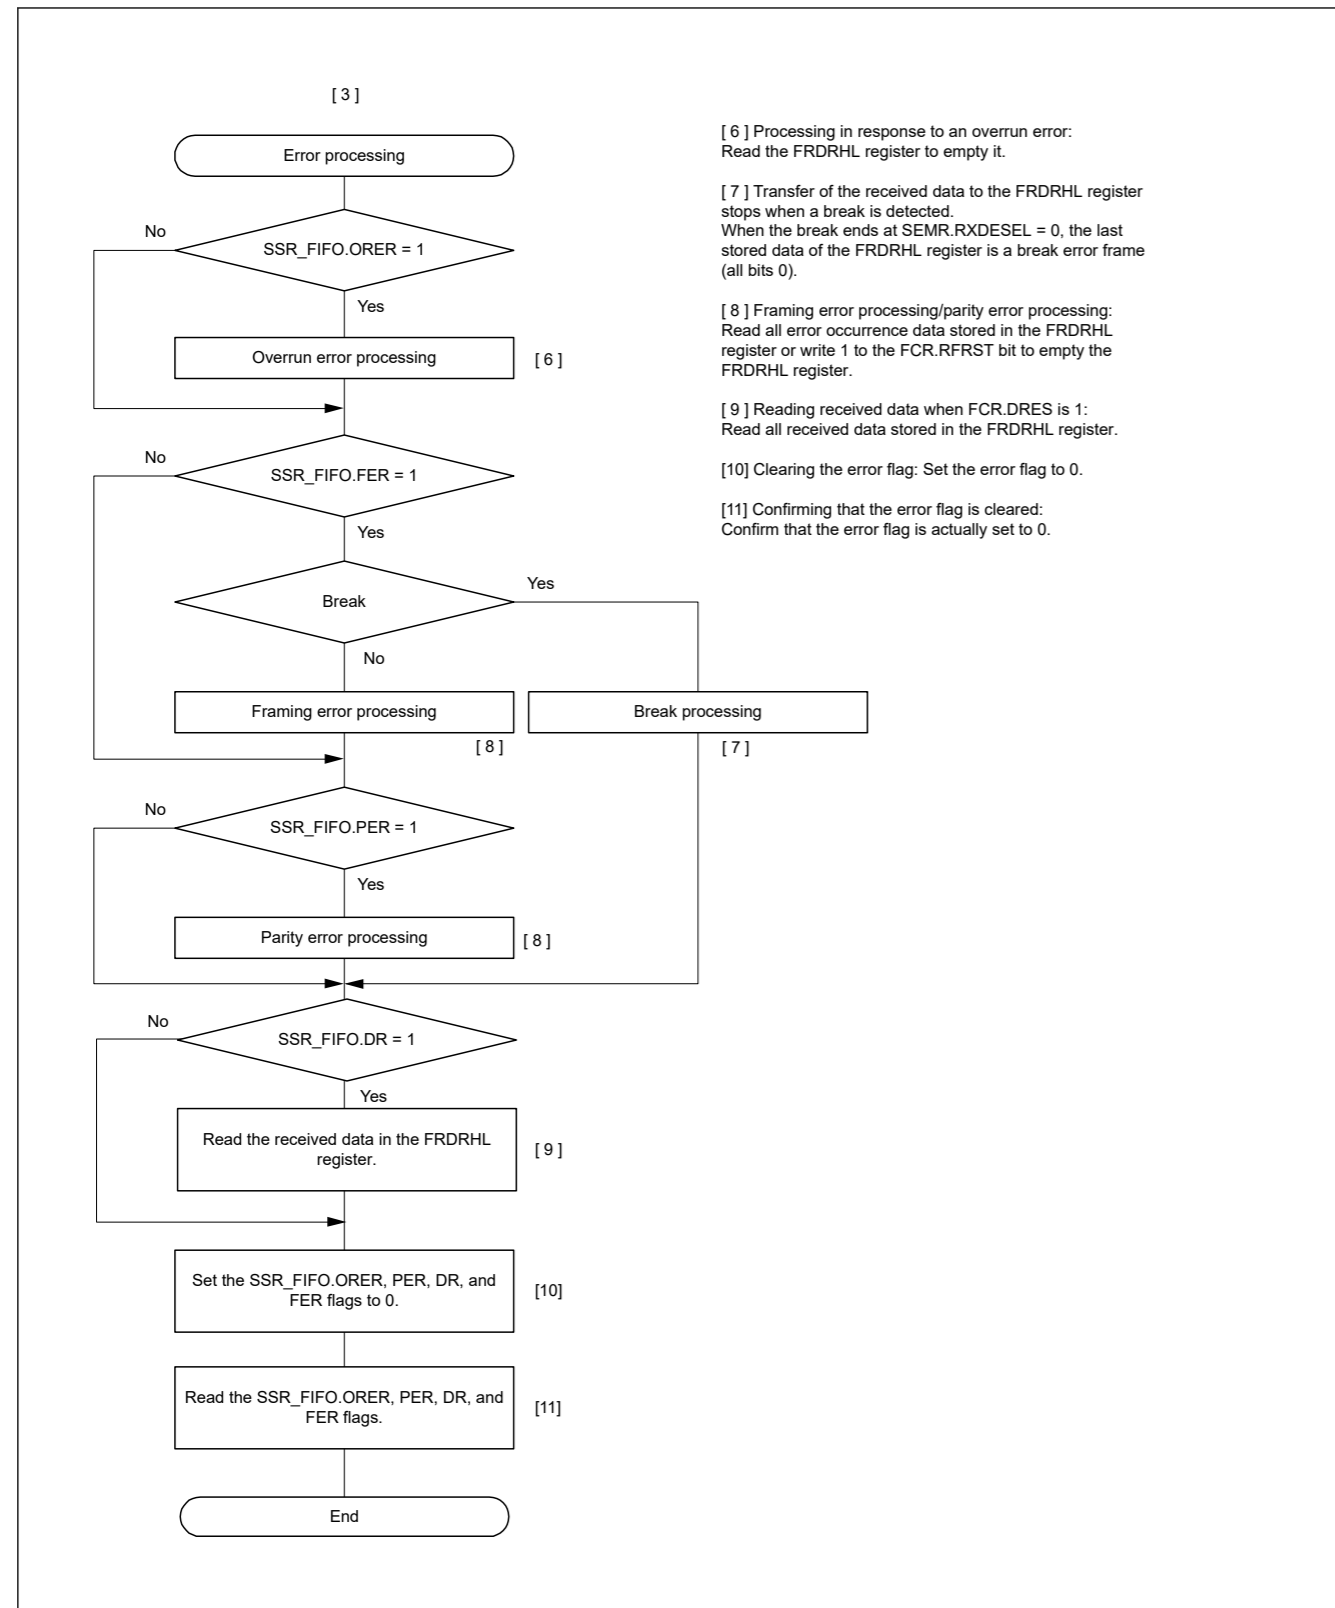 [ 3 ]
Error processing
No
SSR_FIFO.ORER = 1
Yes
Overrun error processing
[ 6 ]
No
SSR_FIFO.FER = 1
Yes
Break
Yes
No
Framing error processing
[ 8 ]
Break processing
[ 7 ]
No
SSR_FIFO.PER = 1
Yes
Parity error processing
[ 8 ]
No
SSR_FIFO.DR = 1
Yes
Read the received data in the FRDRHL
register.
[ 9 ]
Set the SSR_FIFO.ORER, PER, DR, and
FER flags to 0.
[10]
Read the SSR_FIFO.ORER, PER, DR, and
FER flags.
[11]
End
[ 6 ] Processing in response to an overrun error:
Read the FRDRHL register to empty it.
[ 7 ] Transfer of the received data to the FRDRHL register
stops when a break is detected.
When the break ends at SEMR.RXDESEL = 0, the last
stored data of the FRDRHL register is a break error frame
(all bits 0).
[ 8 ] Framing error processing/parity error processing:
Read all error occurrence data stored in the FRDRHL
register or write 1 to the FCR.RFRST bit to empty the
FRDRHL register.
[ 9 ] Reading received data when FCR.DRES is 1:
Read all received data stored in the FRDRHL register.
[10] Clearing the error flag: Set the error flag to 0.
[11] Confirming that the error flag is cleared:
Confirm that the error flag is actually set to 0.